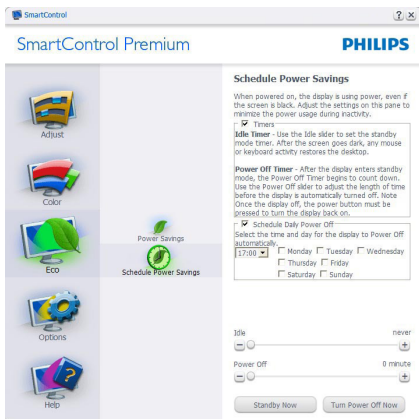 SmartControl
? ×
SmartControl Premium
PHILIPS
Adjust
Color
Eco
Options
Help
Power Savings
Schedule Power Savings
Schedule Power Savings
When powered on, the display is using power, even if
the screen is black. Adjust the settings on this pane to
minimize the power usage during inactivity.
Timers
Idle Timer - Use the Idle slider to set the standby
mode timer. After the screen goes dark, any mouse
or keyboard activity restores the desktop.
Power Off Timer - After the display enters standby
mode, the Power Off Timer begins to count down.
Use the Power Off slider to adjust the length of time
before the display is automatically turned off. Note
Once the display off, the power button must be
pressed to turn the display back on.
Schedule Daily Power Off
Select the time and day for the display to Power Off
automatically.
17:00 Monday Tuesday Wednesday
Thursday Friday
Saturday Sunday
Idle never
Power Off 0 minute
Standby Now Turn Power Off Now